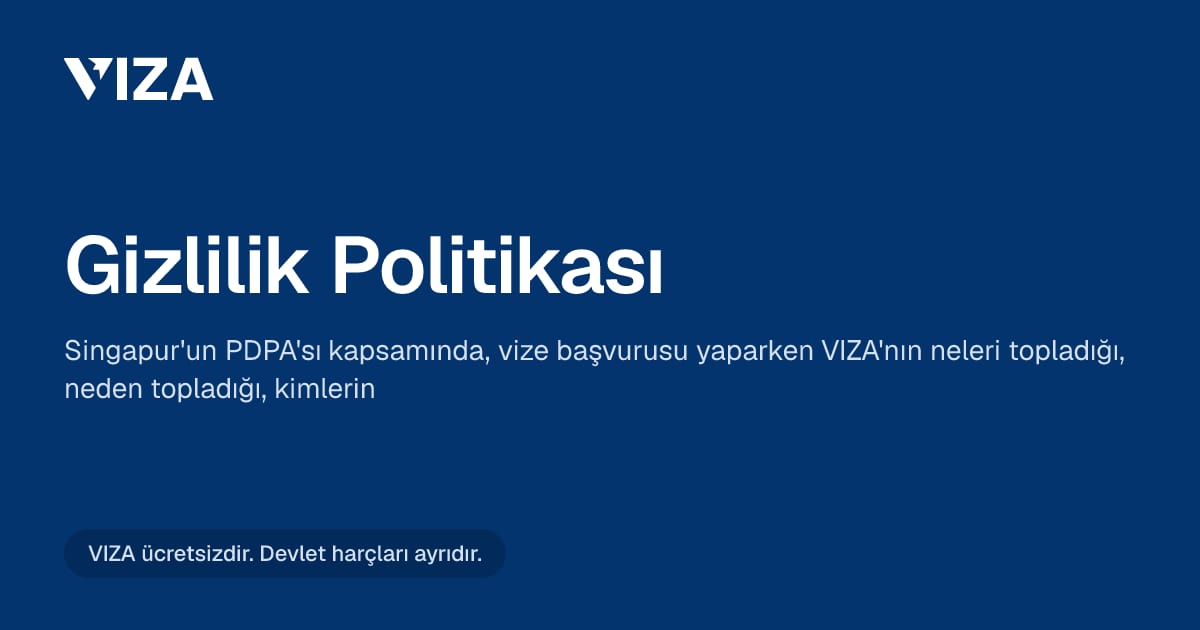 VIZA
Gizlilik Politikası
Singapur'un PDPA'sı kapsamında, vize başvurusu yaparken VIZA'nın neleri topladığı,
neden topladığı, kimlerin
VIZA ücretsizdir. Devlet harçları ayrıdır.